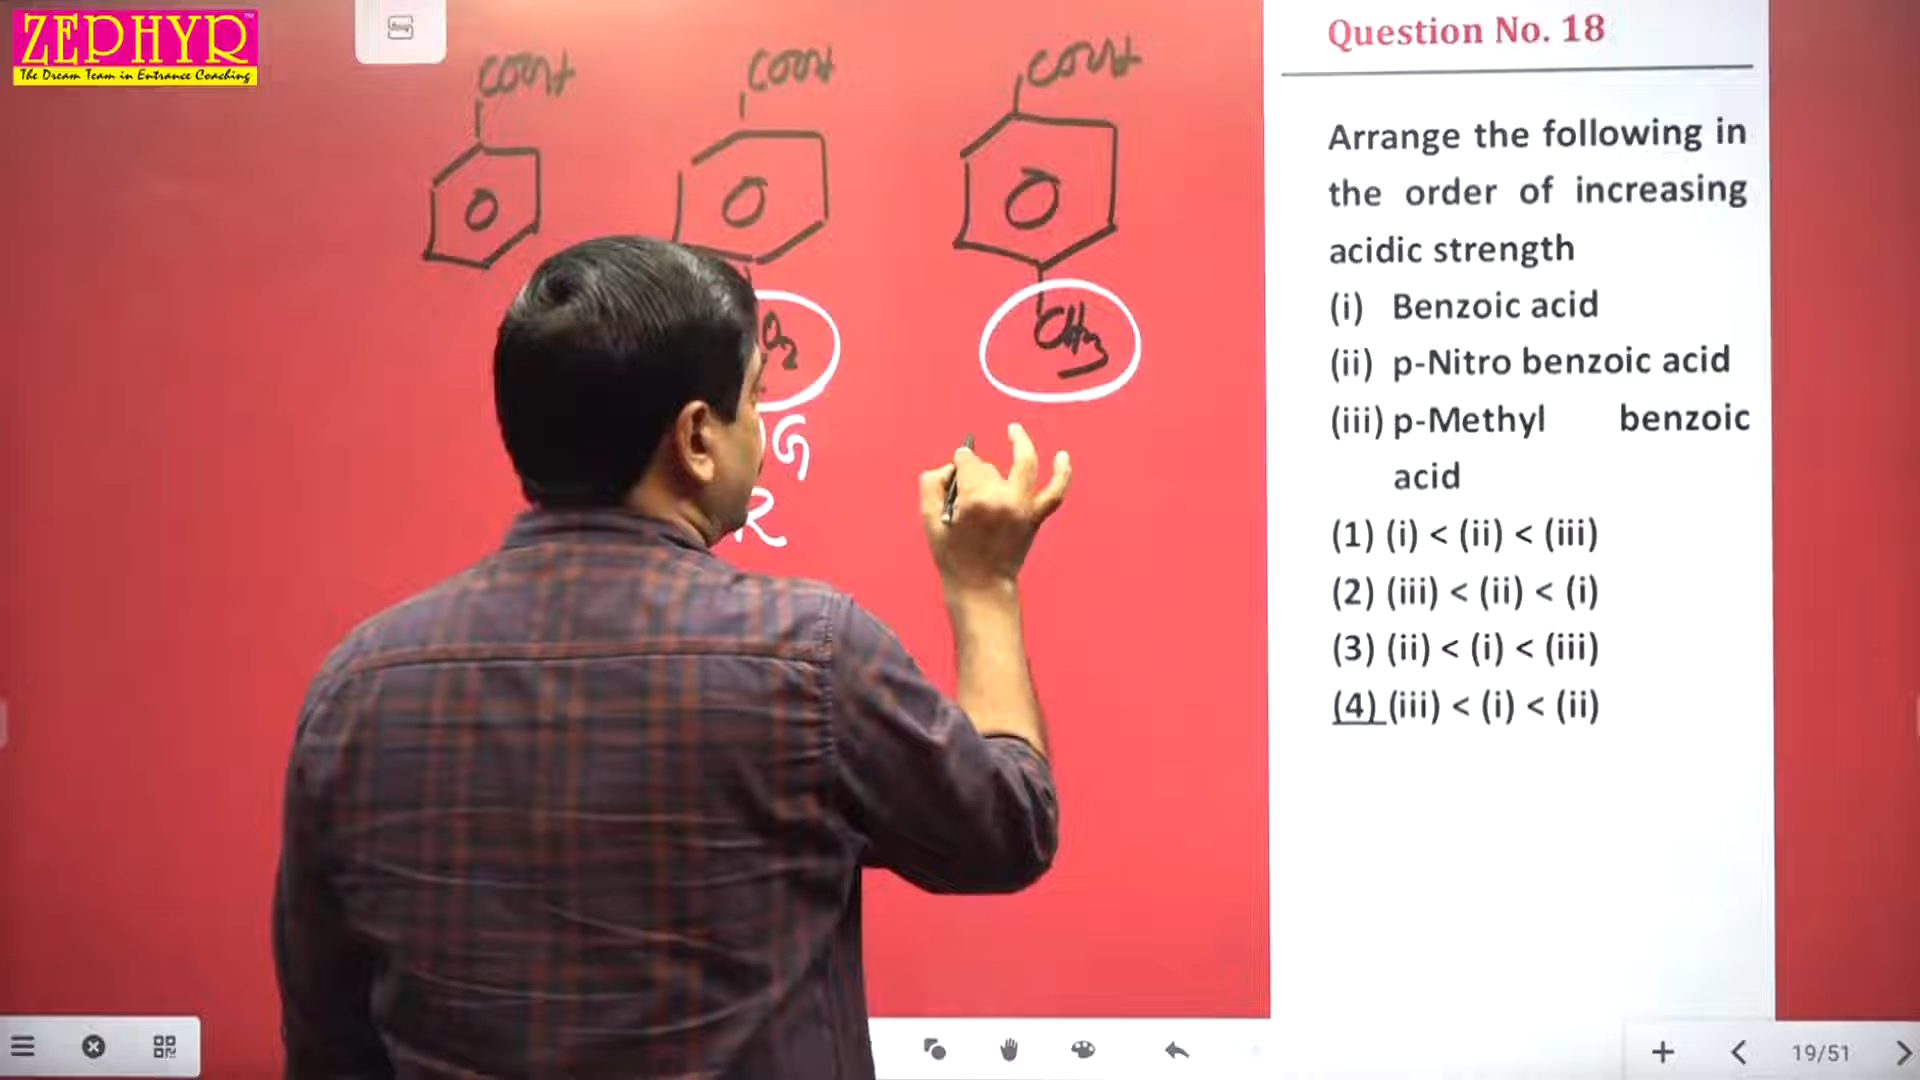 ZEPHYR™
The Dream Team in Entrance Coaching
COOH
COOH
COOH
O2
CH3
G
R
Question No. 18
Arrange the following in
the order of increasing
acidic strength
(i) Benzoic acid
(ii) p-Nitro benzoic acid
(iii) p-Methyl benzoic
acid
(1) (i) < (ii) < (iii)
(2) (iii) < (ii) < (i)
(3) (ii) < (i) < (iii)
(4) (iii) < (i) < (ii)
19/51